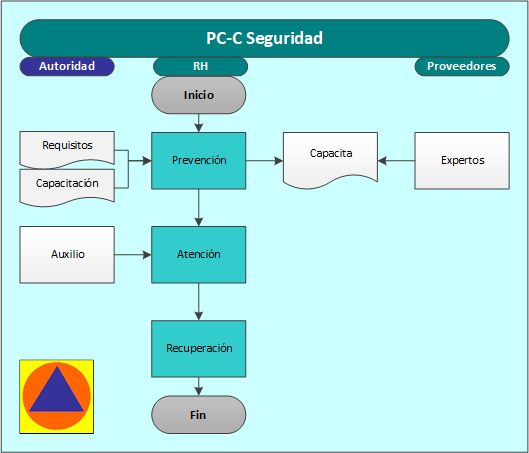 PC-C Seguridad
Autoridad
RH
Proveedores
Inicio
Requisitos
Capacitación
Prevención
Capacita
Expertos
Auxilio
Atención
Recuperación
Fin